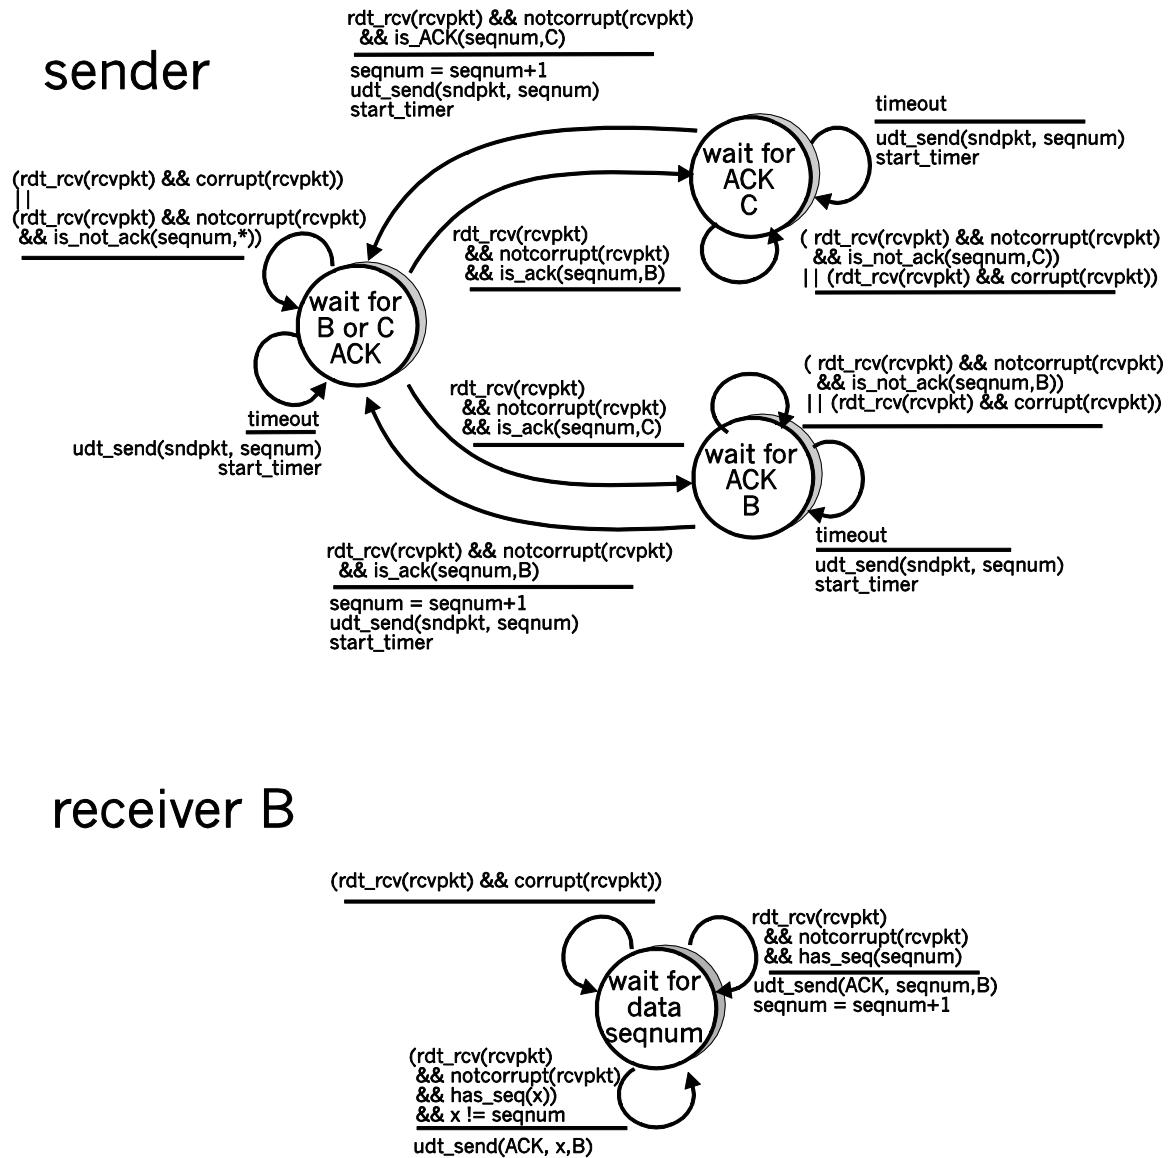 sender
rdt_rcv(rcvpkt) && notcorrupt(rcvpkt)
&& is_ACK(seqnum,C)
seqnum = seqnum+1
udt_send(sndpkt, seqnum)
start_timer
timeout
udt_send(sndpkt, seqnum)
start_timer
wait for
ACK
C
(rdt_rcv(rcvpkt) && corrupt(rcvpkt))
||
(rdt_rcv(rcvpkt) && notcorrupt(rcvpkt)
&& is_not_ack(seqnum,*))
rdt_rcv(rcvpkt)
&& notcorrupt(rcvpkt)
&& is_ack(seqnum,B)
( rdt_rcv(rcvpkt) && notcorrupt(rcvpkt)
&& is_not_ack(seqnum,C))
|| (rdt_rcv(rcvpkt) && corrupt(rcvpkt))
wait for
B or C
ACK
timeout
udt_send(sndpkt, seqnum)
start_timer
rdt_rcv(rcvpkt)
&& notcorrupt(rcvpkt)
&& is_ack(seqnum,C)
( rdt_rcv(rcvpkt) && notcorrupt(rcvpkt)
&& is_not_ack(seqnum,B))
|| (rdt_rcv(rcvpkt) && corrupt(rcvpkt))
wait for
ACK
B
timeout
udt_send(sndpkt, seqnum)
start_timer
rdt_rcv(rcvpkt) && notcorrupt(rcvpkt)
&& is_ack(seqnum,B)
seqnum = seqnum+1
udt_send(sndpkt, seqnum)
start_timer
receiver B
(rdt_rcv(rcvpkt) && corrupt(rcvpkt))
rdt_rcv(rcvpkt)
&& notcorrupt(rcvpkt)
&& has_seq(seqnum)
udt_send(ACK, seqnum,B)
seqnum = seqnum+1
wait for
data
seqnum
(rdt_rcv(rcvpkt)
&& notcorrupt(rcvpkt)
&& has_seq(x))
&& x != seqnum
udt_send(ACK, x,B)